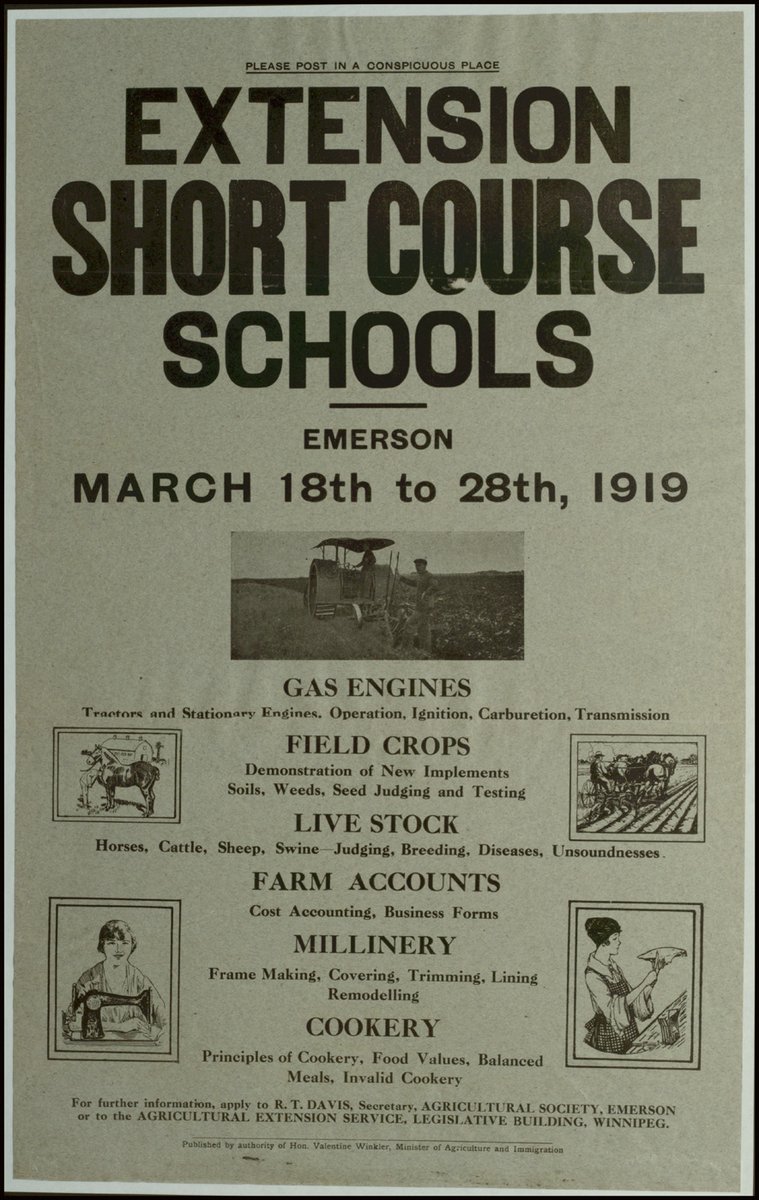 PLEASE POST IN A CONSPICUOUS PLACE
EXTENSION
SHORT COURSE
SCHOOLS
EMERSON
MARCH 18th to 28th, 1919
GAS ENGINES
Tractors and Stationary Engines. Operation, Ignition, Carburetion, Transmission
FIELD CROPS
Demonstration of New Implements
Soils, Weeds, Seed Judging and Testing
LIVE STOCK
Horses, Cattle, Sheep, Swine—Judging, Breeding, Diseases, Unsoundnesses.
FARM ACCOUNTS
Cost Accounting, Business Forms
MILLINERY
Frame Making, Covering, Trimming, Lining
Remodelling
COOKERY
Principles of Cookery, Food Values, Balanced
Meals, Invalid Cookery
For further information, apply to R. T. DAVIS, Secretary, AGRICULTURAL SOCIETY, EMERSON
or to the AGRICULTURAL EXTENSION SERVICE, LEGISLATIVE BUILDING, WINNIPEG.
Published by authority of Hon. Valentine Winkler, Minister of Agriculture and Immigration